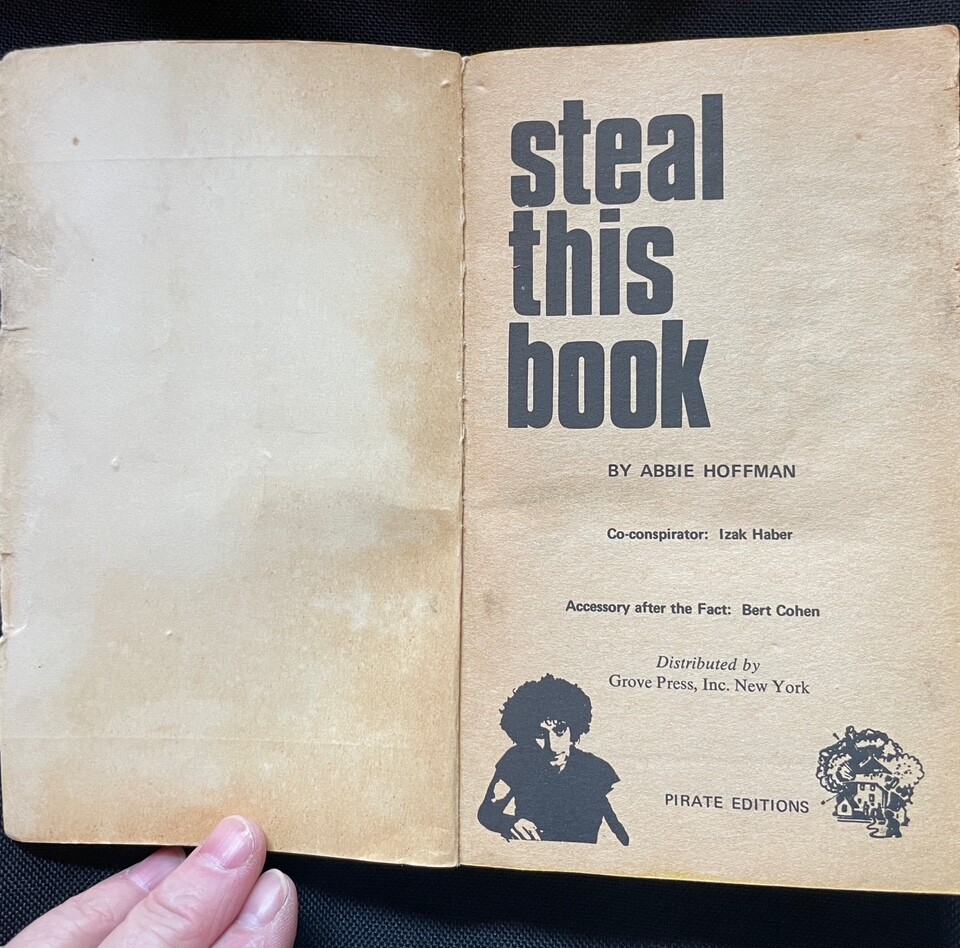 steal
this
book
BY ABBIE HOFFMAN
Co-conspirator: Izak Haber
Accessory after the Fact: Bert Cohen
Distributed by
Grove Press, Inc. New York
PIRATE EDITIONS